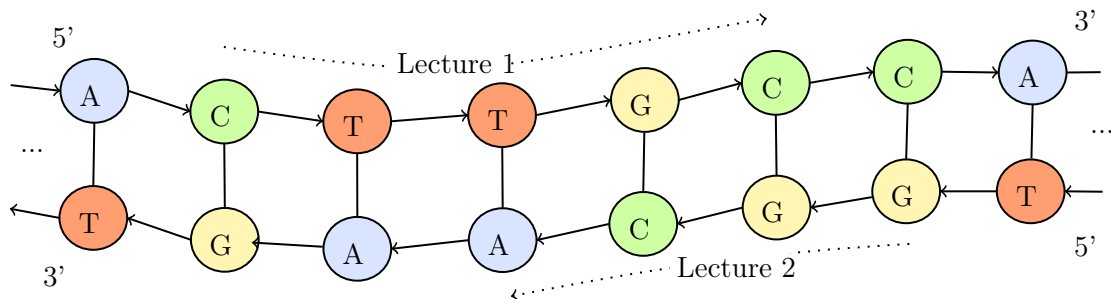 5' 3'
Lecture 1
A C T T G C C A
... ...
T G A A C G G T
Lecture 2
3' 5'